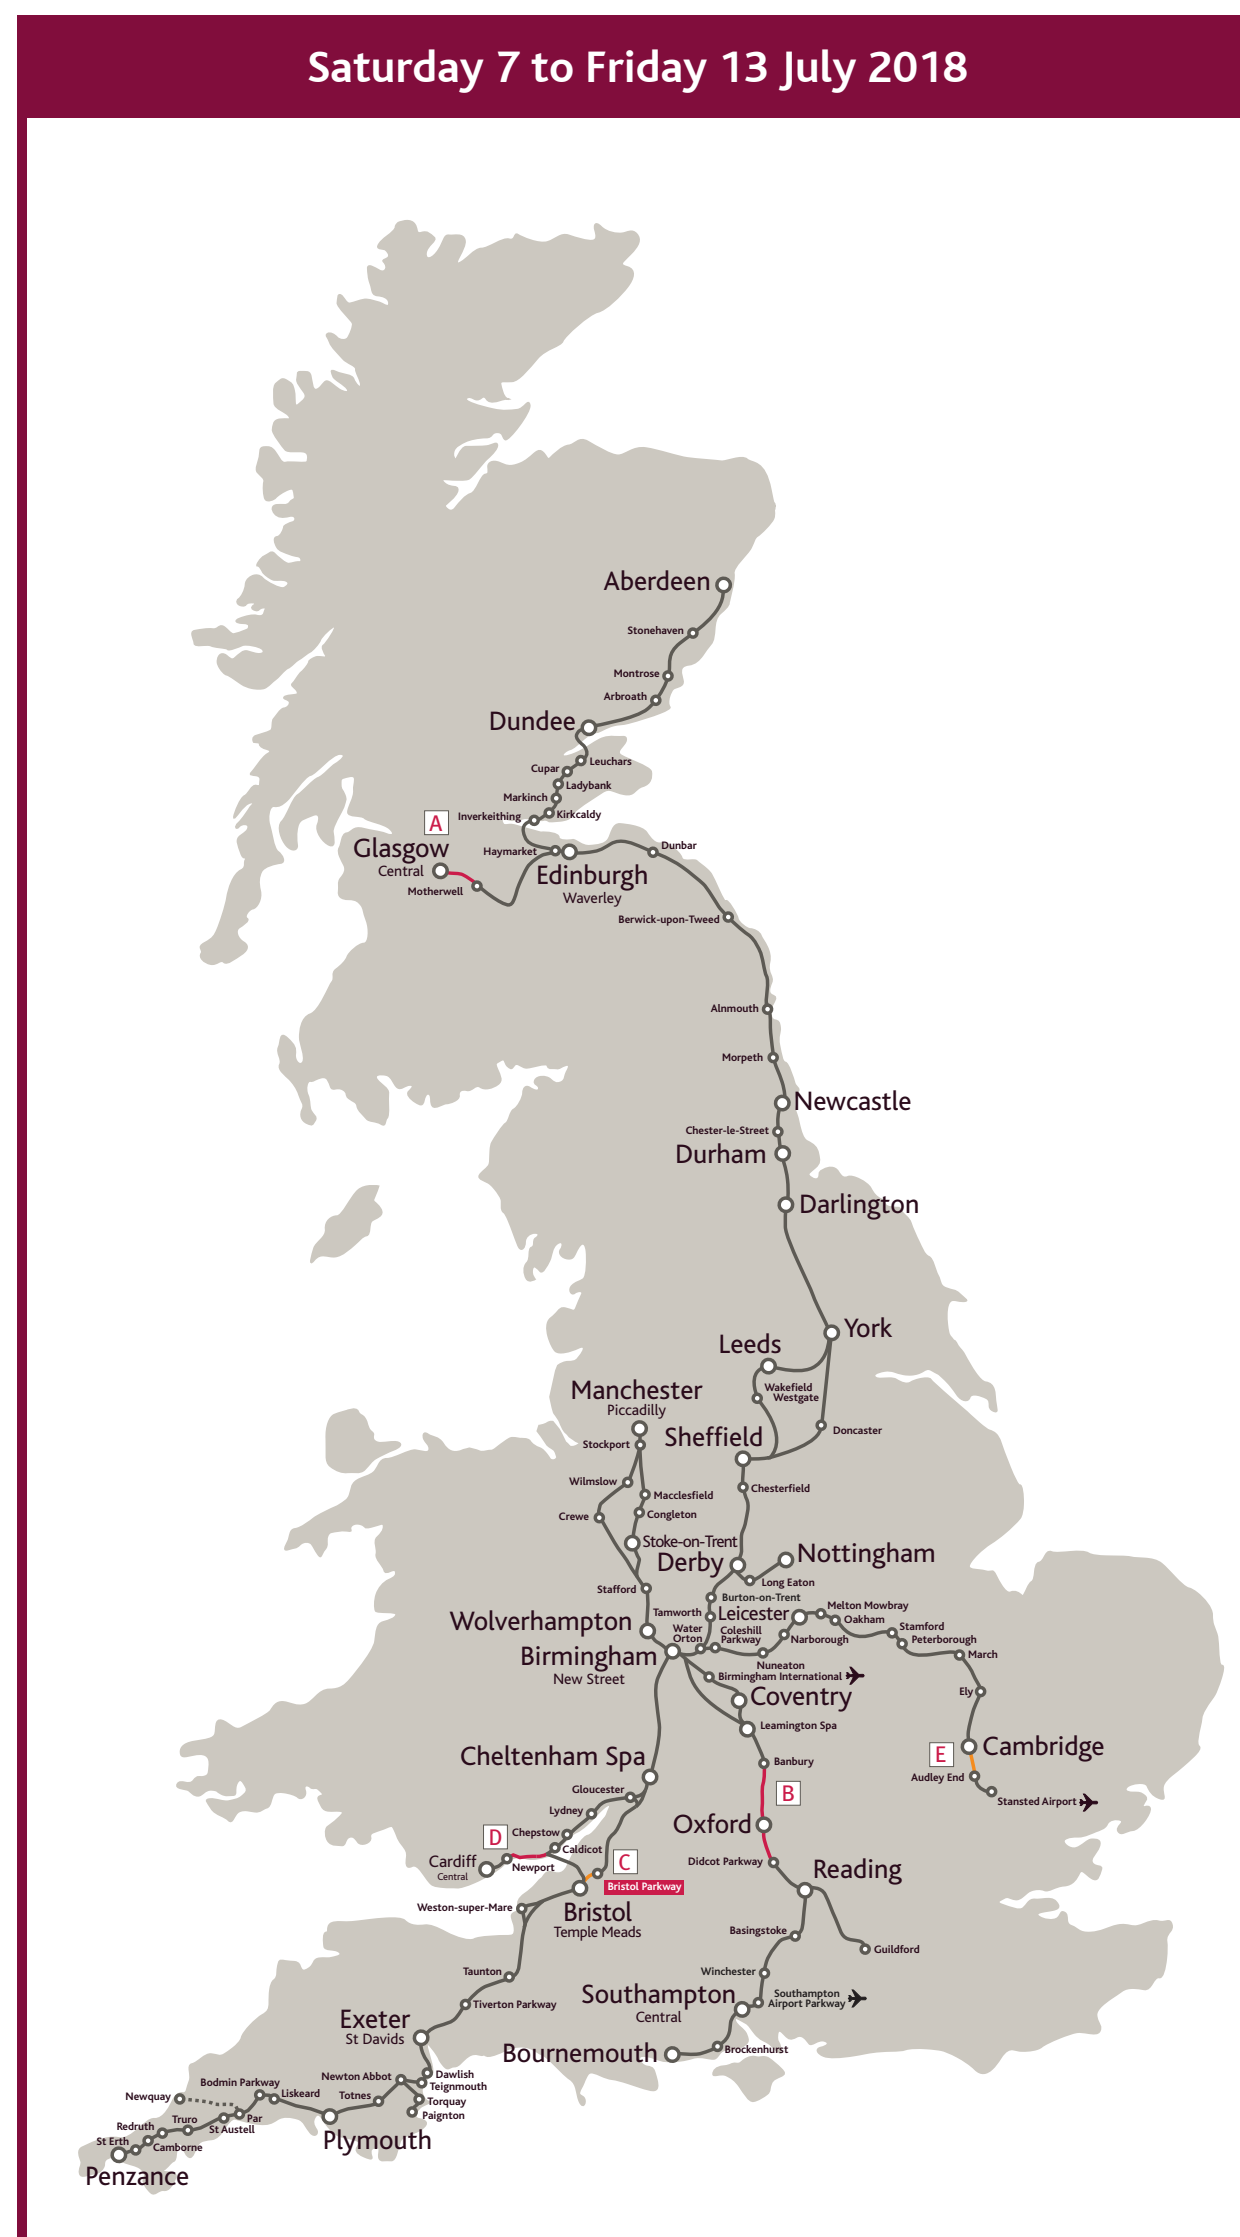 Saturday 7 to Friday 13 July 2018
Aberdeen
Stonehaven
Montrose
Arbroath
Dundee
Leuchars
Cupar
Ladybank
Markinch
Kirkcaldy
Inverkeithing
A
Glasgow
Central
Motherwell
Haymarket
Edinburgh
Waverley
Dunbar
Berwick-upon-Tweed
Alnmouth
Morpeth
Newcastle
Chester-le-Street
Durham
Darlington
York
Leeds
Wakefield
Westgate
Manchester
Piccadilly
Stockport
Sheffield
Doncaster
Wilmslow
Macclesfield
Chesterfield
Crewe
Congleton
Stoke-on-Trent
Derby
Nottingham
Long Eaton
Stafford
Burton-on-Trent
Tamworth
Leicester
Melton Mowbray
Oakham
Wolverhampton
Water
Orton
Coleshill
Parkway
Narborough
Stamford
Peterborough
March
Birmingham
New Street
Nuneaton
Birmingham International
Coventry
Ely
Leamington Spa
Cambridge
E
Audley End
Stansted Airport
Cheltenham Spa
Banbury
Gloucester
B
Lydney
Oxford
Chepstow
D
Caldicot
Cardiff
Central
Newport
C
Bristol Parkway
Didcot Parkway
Reading
Weston-super-Mare
Bristol
Temple Meads
Basingstoke
Guildford
Taunton
Winchester
Southampton
Central
Southampton
Airport Parkway
Tiverton Parkway
Exeter
St Davids
Bournemouth
Brockenhurst
Dawlish
Teignmouth
Newton Abbot
Bodmin Parkway
Liskeard
Totnes
Torquay
Paignton
Newquay
Par
St Austell
Truro
Redruth
Camborne
St Erth
Plymouth
Penzance